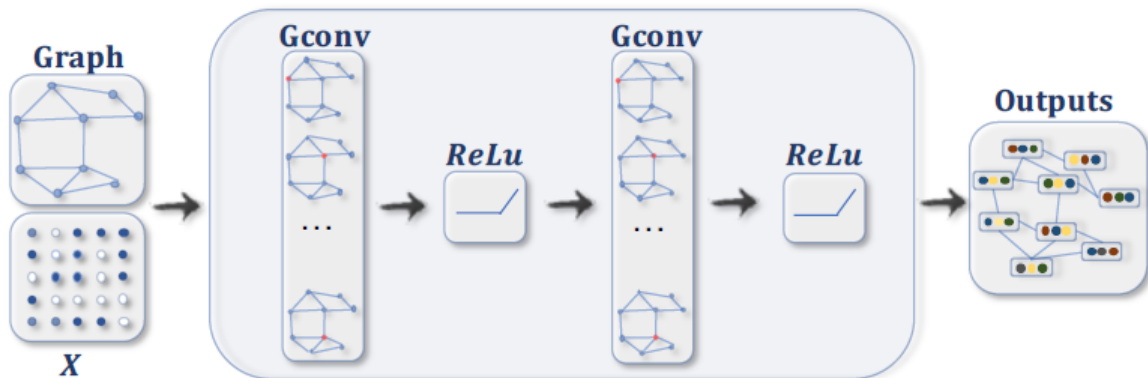 Graph
X
Gconv
...
ReLu
Gconv
...
ReLu
Outputs